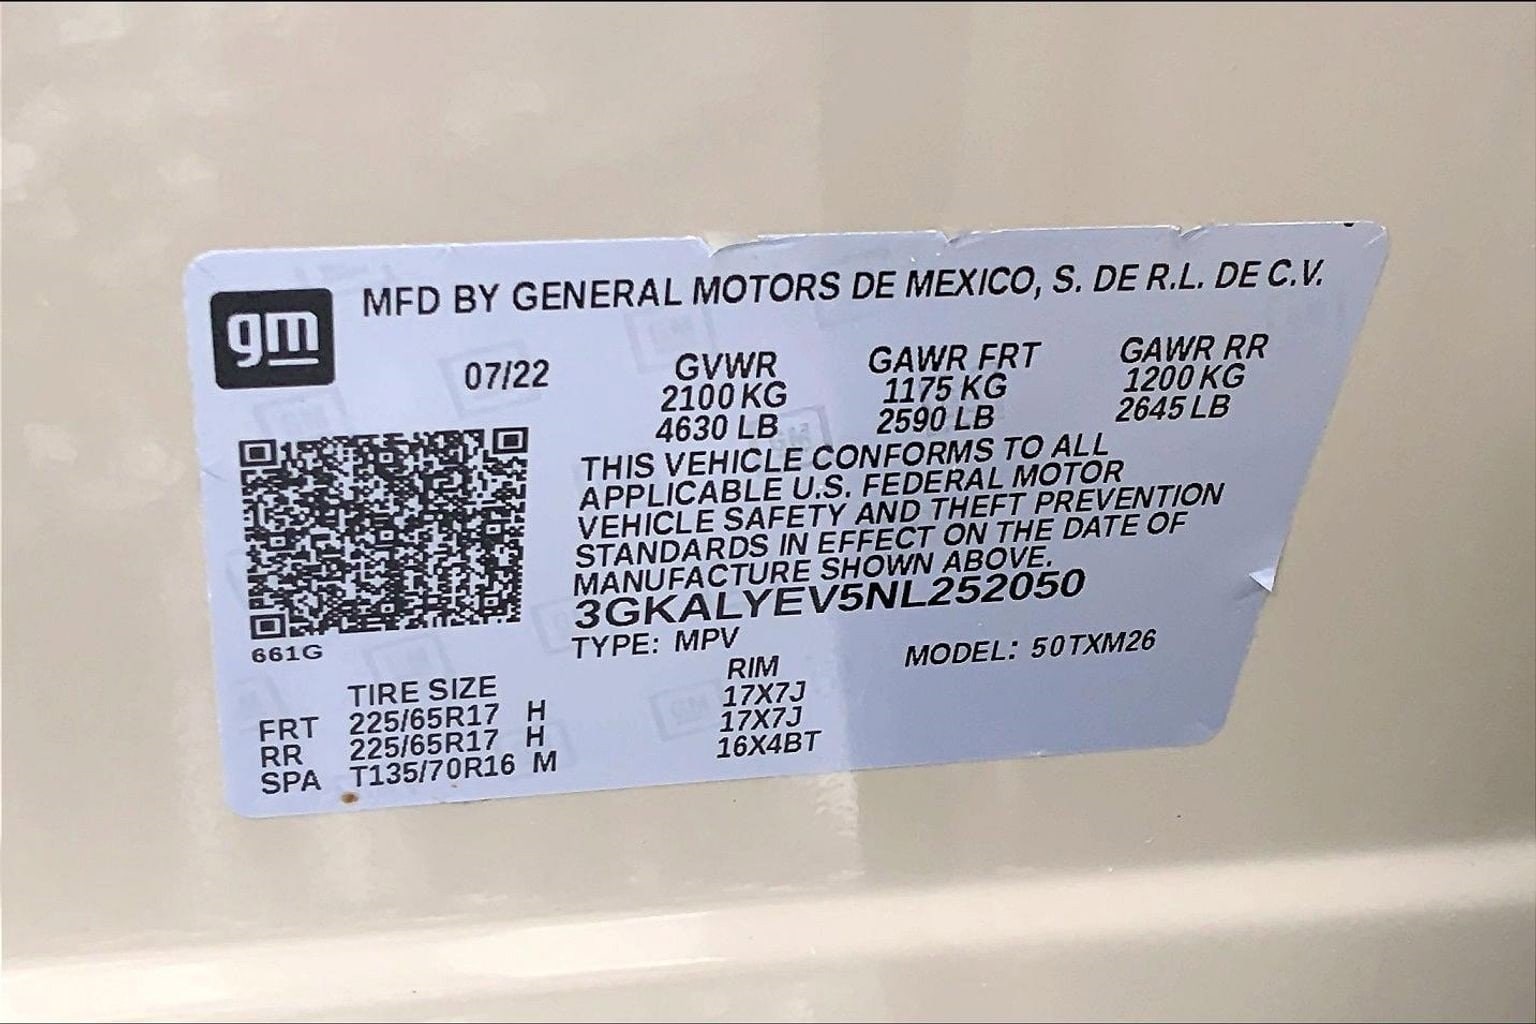 gm
MFD BY GENERAL MOTORS DE MEXICO, S. DE R.L. DE C.V.
07/22 GVWR GAWR FRT GAWR RR
2100 KG 1175 KG 1200 KG
4630 LB 2590 LB 2645 LB
THIS VEHICLE CONFORMS TO ALL
APPLICABLE U.S. FEDERAL MOTOR
VEHICLE SAFETY AND THEFT PREVENTION
STANDARDS IN EFFECT ON THE DATE OF
MANUFACTURE SHOWN ABOVE.
3GKALYEV5NL252050
661G
TYPE: MPV MODEL: 50TXM26
TIRE SIZE RIM
FRT 225/65R17 H 17X7J
RR 225/65R17 H 17X7J
SPA T135/70R16 M 16X4BT